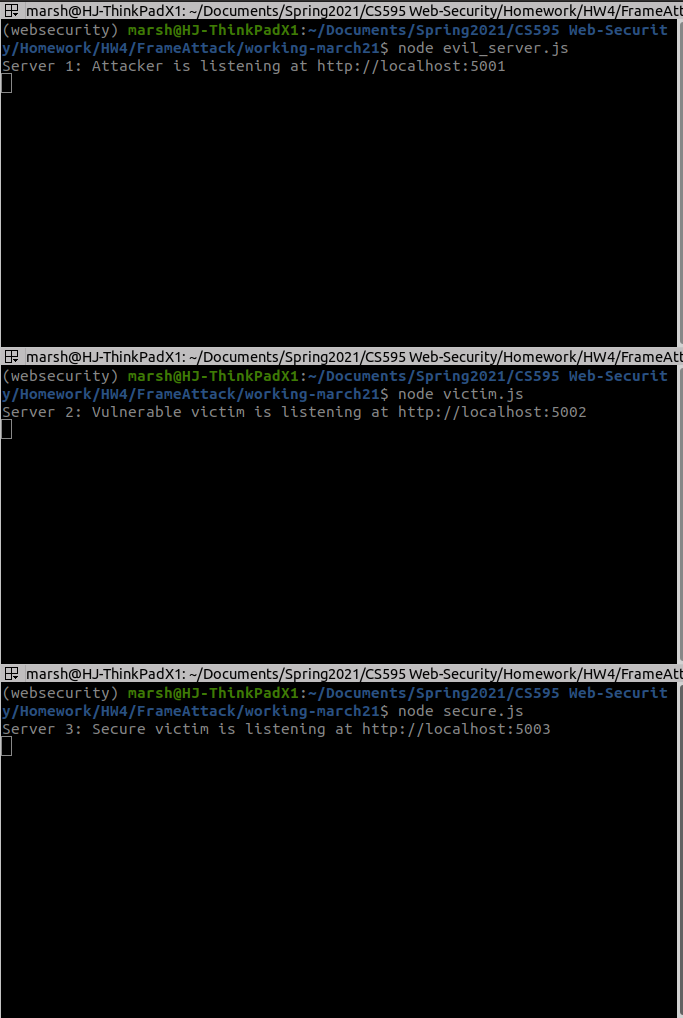 marsh@HJ-ThinkPadX1: ~/Documents/Spring2021/CS595 Web-Security/Homework/HW4/FrameAtt
(websecurity) marsh@HJ-ThinkPadX1:~/Documents/Spring2021/CS595 Web-Securit
y/Homework/HW4/FrameAttack/working-march21$ node evil_server.js
Server 1: Attacker is listening at http://localhost:5001
marsh@HJ-ThinkPadX1: ~/Documents/Spring2021/CS595 Web-Security/Homework/HW4/FrameAtt
(websecurity) marsh@HJ-ThinkPadX1:~/Documents/Spring2021/CS595 Web-Securit
y/Homework/HW4/FrameAttack/working-march21$ node victim.js
Server 2: Vulnerable victim is listening at http://localhost:5002
marsh@HJ-ThinkPadX1: ~/Documents/Spring2021/CS595 Web-Security/Homework/HW4/FrameAtt
(websecurity) marsh@HJ-ThinkPadX1:~/Documents/Spring2021/CS595 Web-Securit
y/Homework/HW4/FrameAttack/working-march21$ node secure.js
Server 3: Secure victim is listening at http://localhost:5003